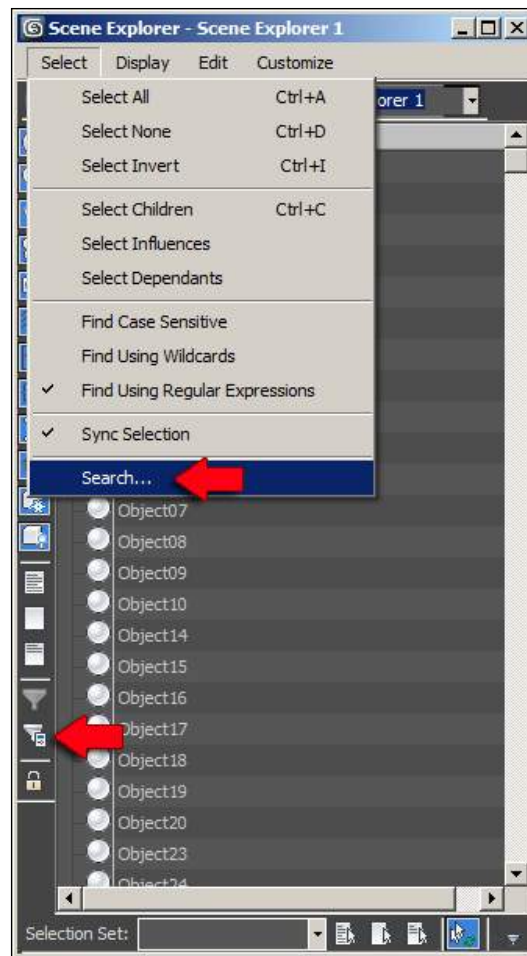 Scene Explorer - Scene Explorer 1
Select Display Edit Customize
orer 1
Select All Ctrl+A
Select None Ctrl+D
Select Invert Ctrl+I
Select Children Ctrl+C
Select Influences
Select Dependants
Find Case Sensitive
Find Using Wildcards
Find Using Regular Expressions
Sync Selection
Search...
Object07
Object08
Object09
Object10
Object14
Object15
Object16
Object17
Object18
Object19
Object20
Object23
Object24
Selection Set: